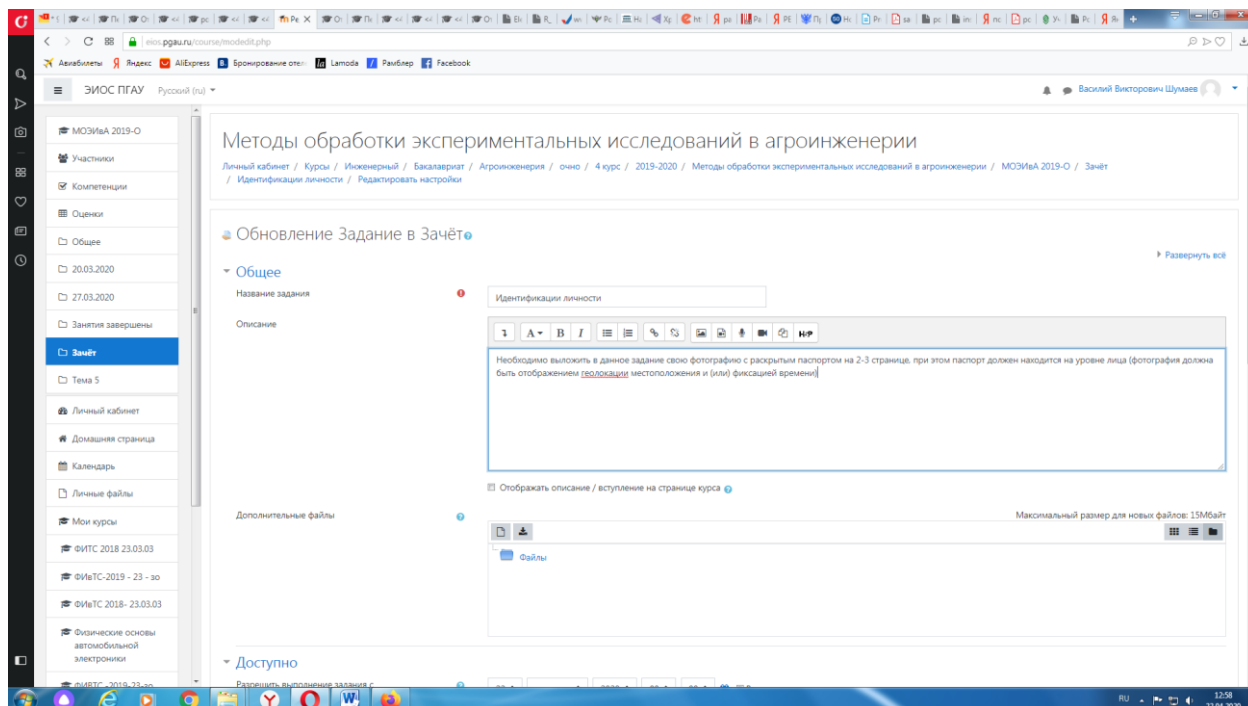 eios.pgau.ru/course/modedit.php
Авиабилеты Яндекс AliExpress Бронирование отел Lamoda Рамблер Facebook
ЭИОС ПГАУ Русский (ru) Василий Викторович Шумаев
МОЭИвА 2019-О
Участники
Компетенции
Оценки
Общее
20.03.2020
27.03.2020
Занятия завершены
Зачёт
Тема 5
Личный кабинет
Домашняя страница
Календарь
Личные файлы
Мои курсы
ФИТС 2018 23.03.03
ФИвТС-2019 - 23 - зо
ФИвТС 2018- 23.03.03
Физические основы
автомобильной
электроники
Методы обработки экспериментальных исследований в агроинженерии
Личный кабинет / Курсы / Инженерный / Бакалавриат / Агроинженерия / очно / 4 курс / 2019-2020 / Методы обработки экспериментальных исследований в агроинженерии / МОЭИвА 2019-О / Зачёт
/ Идентификации личности / Редактировать настройки
Обновление Задание в Зачёт
Развернуть всё
Общее
Название задания
Идентификации личности
Описание
Необходимо выложить в данное задание свою фотографию с раскрытым паспортом на 2-3 странице, при этом паспорт должен находится на уровне лица (фотография должна
быть отображением геолокации местоположения и (или) фиксацией времени)
Отображать описание / вступление на странице курса
Дополнительные файлы
Максимальный размер для новых файлов: 15Мбайт
Файлы
Доступно
Разрешить выполнение задания с
RU
12:58